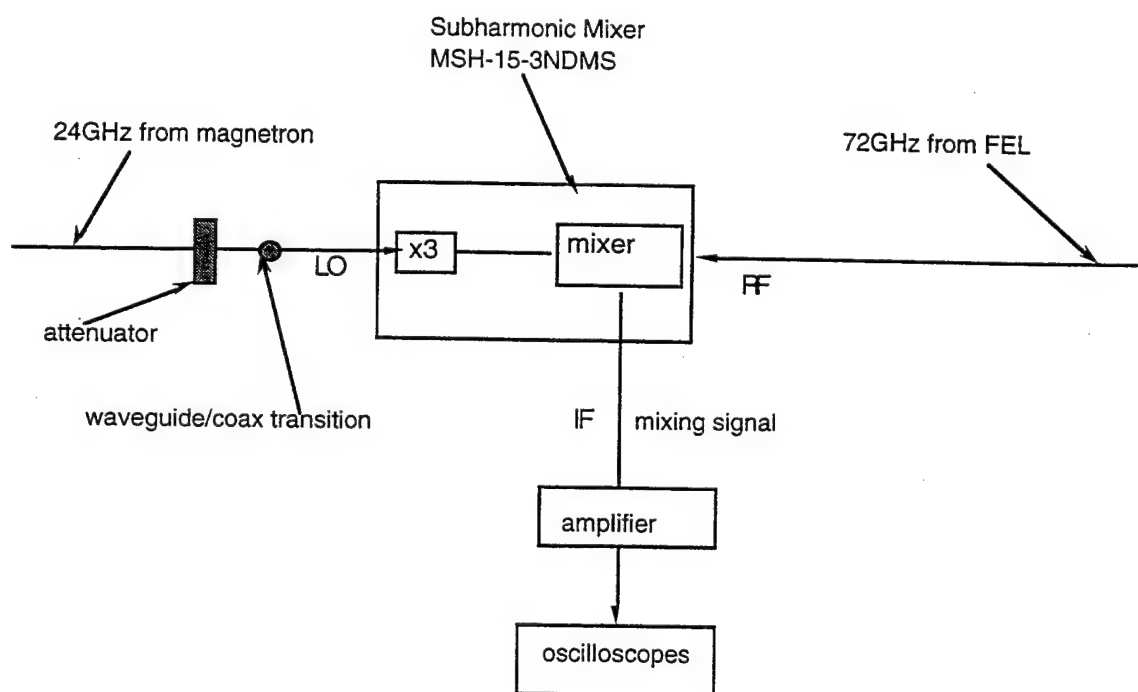 Subharmonic Mixer
MSH-15-3NDMS
24GHz from magnetron
72GHz from FEL
x3
mixer
LO
RF
attenuator
waveguide/coax transition
IF
mixing signal
amplifier
oscilloscopes